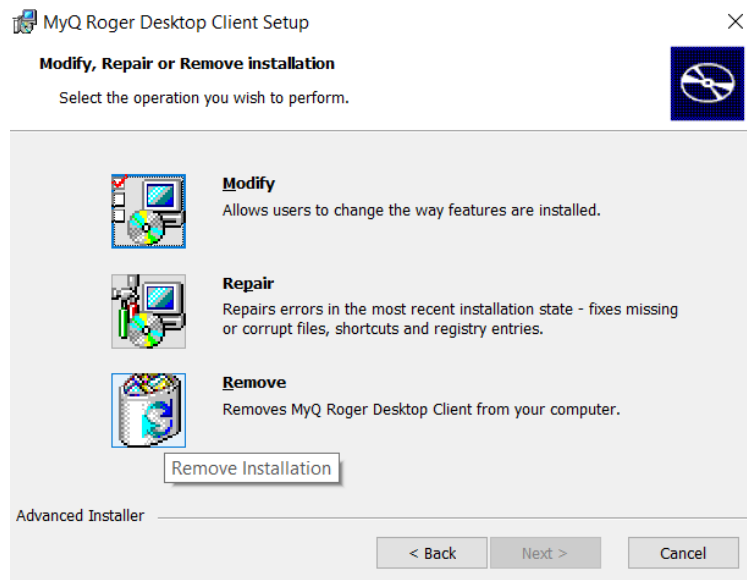 MyQ Roger Desktop Client Setup
Modify, Repair or Remove installation
Select the operation you wish to perform.
Modify
Allows users to change the way features are installed.
Repair
Repairs errors in the most recent installation state - fixes missing
or corrupt files, shortcuts and registry entries.
Remove
Removes MyQ Roger Desktop Client from your computer.
Remove Installation
Advanced Installer
< Back
Next >
Cancel